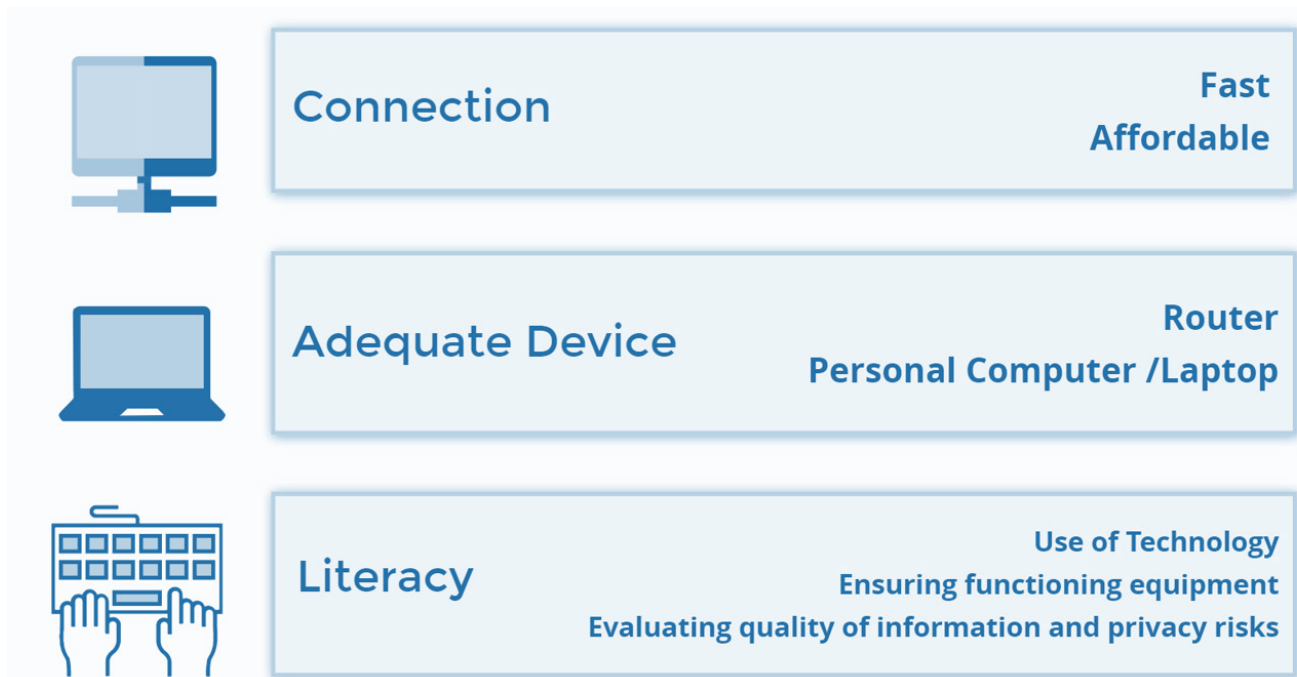 Connection
Fast
Affordable
Adequate Device
Router
Personal Computer /Laptop
Literacy
Use of Technology
Ensuring functioning equipment
Evaluating quality of information and privacy risks